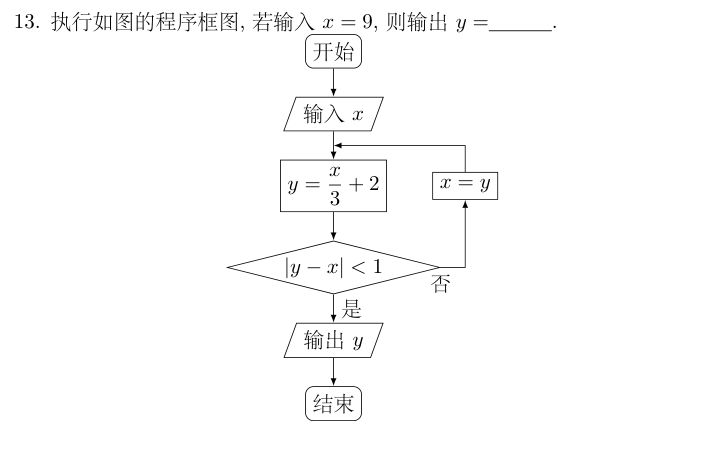 13. 执行如图的程序框图, 若输入 x = 9, 则输出 y =______.
开始
输入 x
y = x/3 + 2
x = y
|y − x| < 1
否
是
输出 y
结束